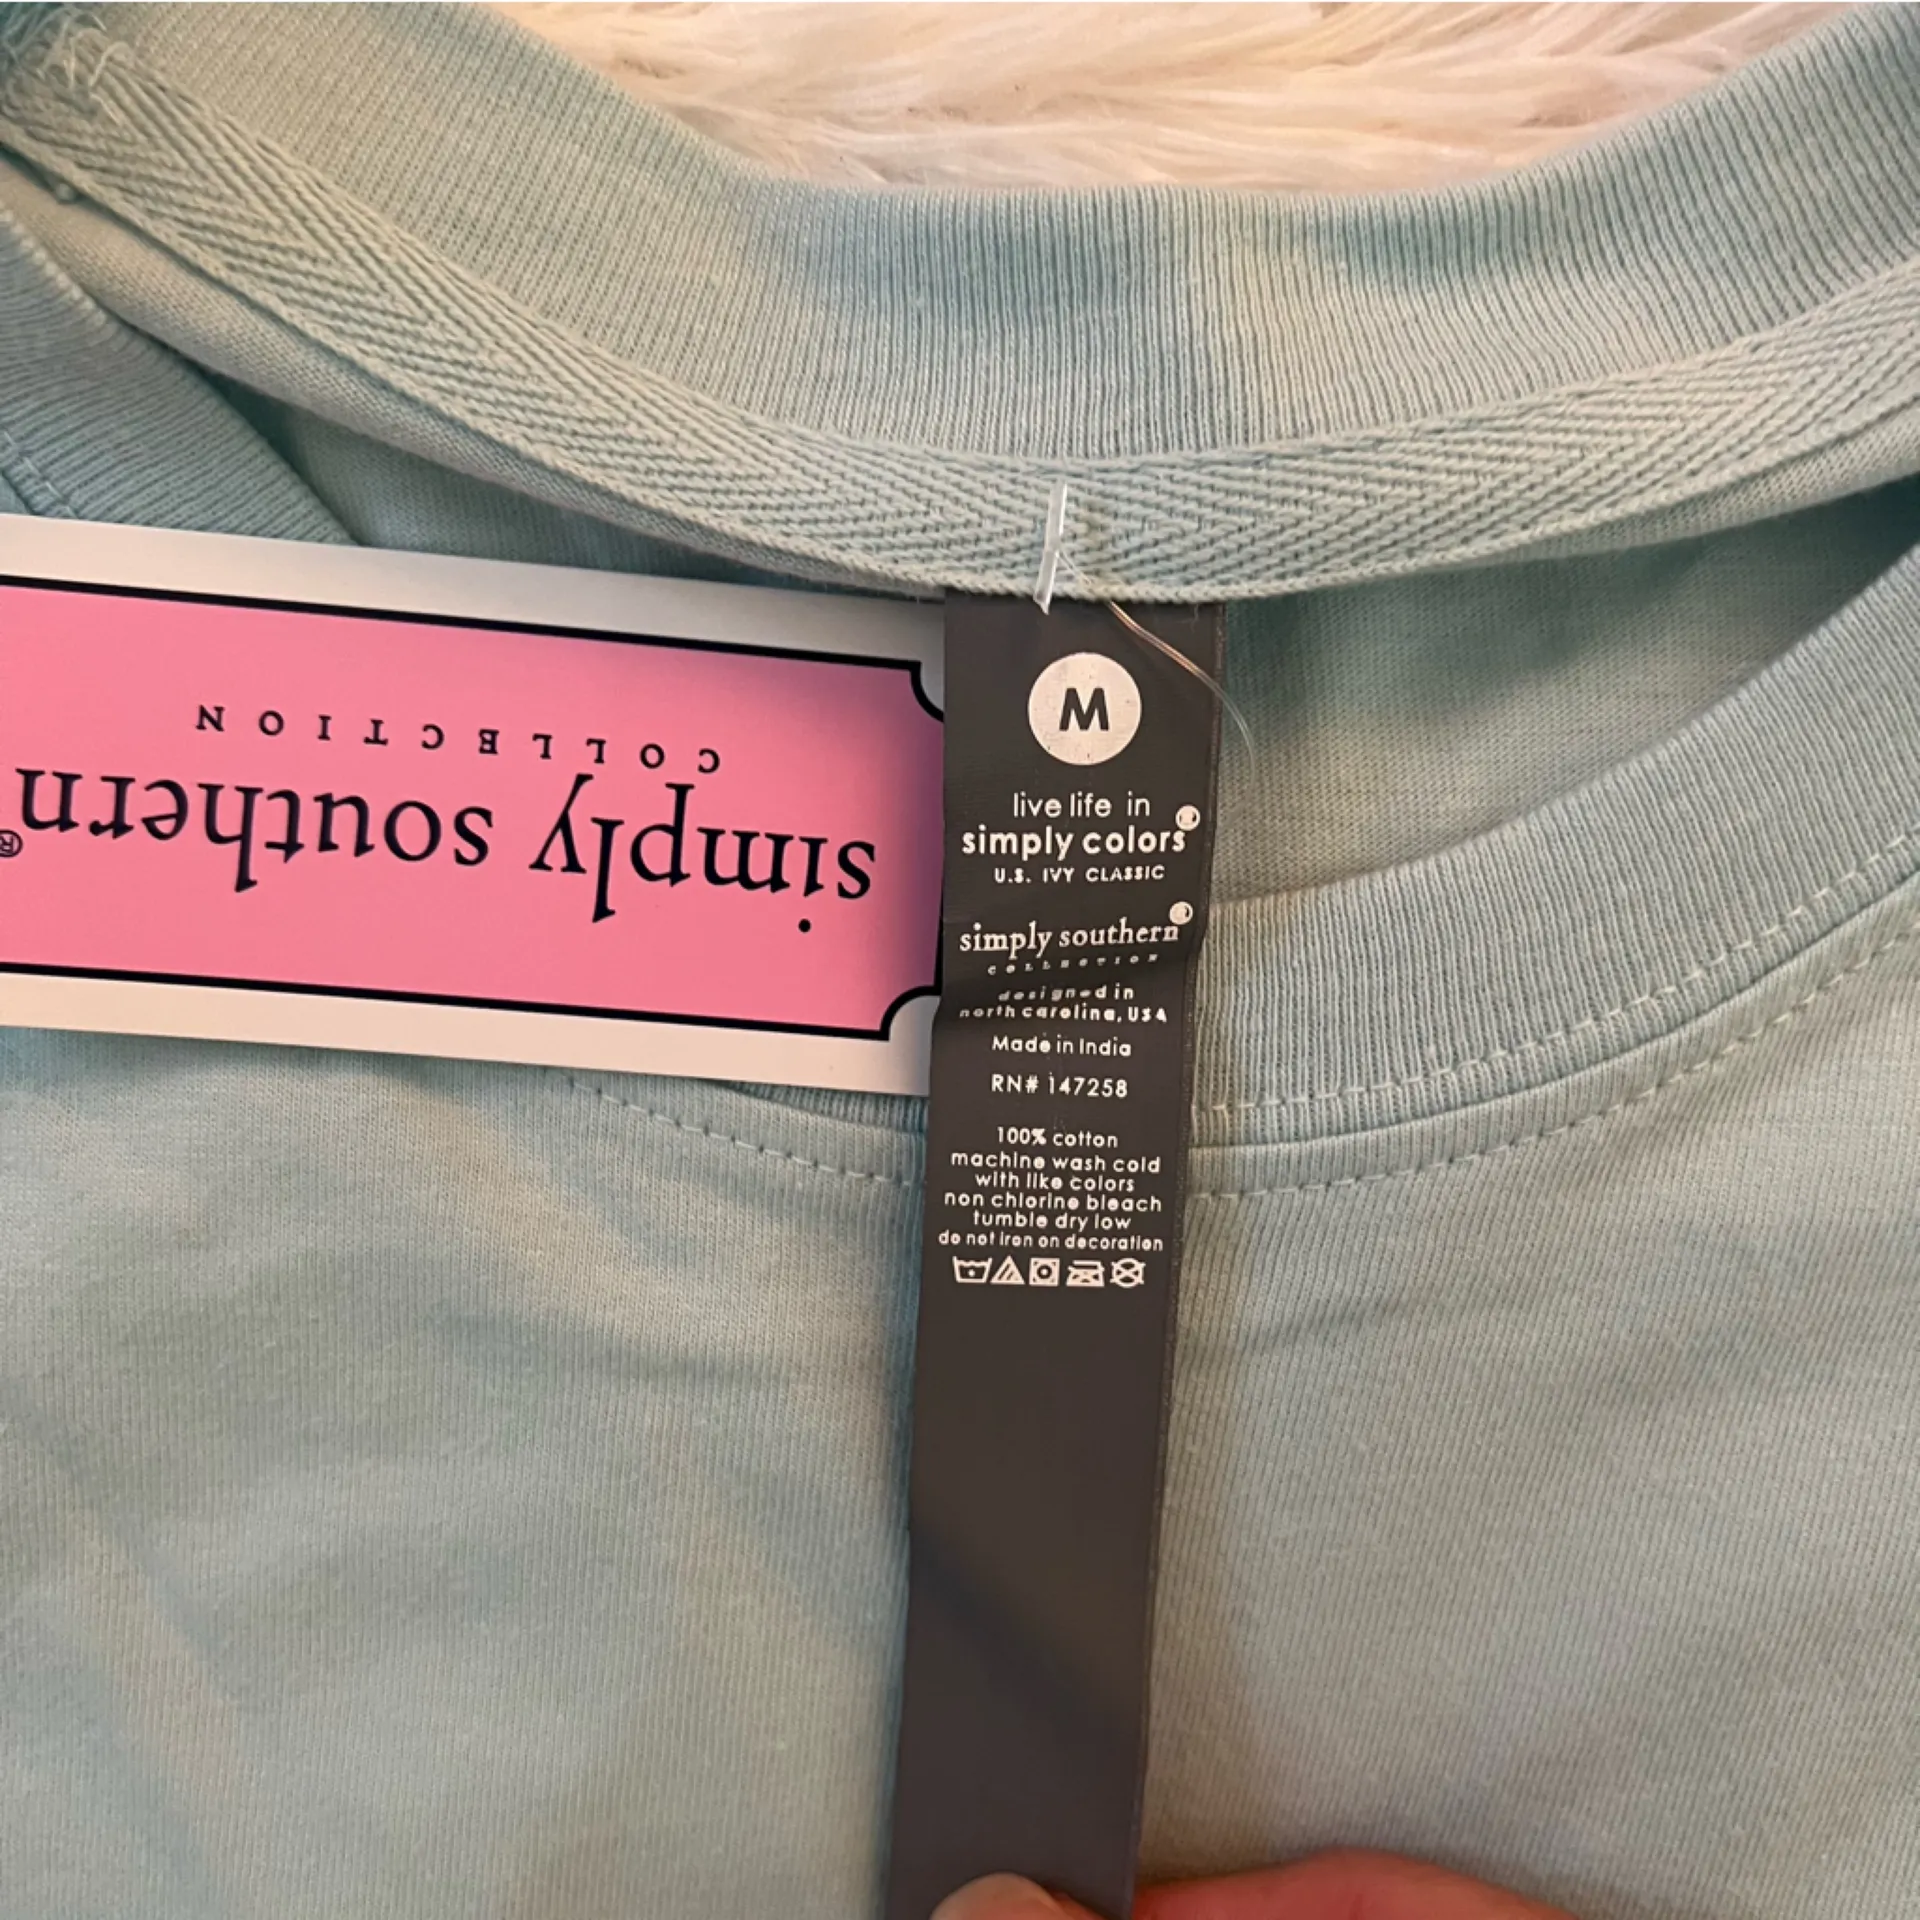 simply southern®
COLLECTION
M
live life in
simply colors
U.S. IVY CLASSIC
simply southern
COLLECTION
designed in
north carolina, USA
Made in India
RN# 147258
100% cotton
machine wash cold
with like colors
non chlorine bleach
tumble dry low
do not iron on decoration